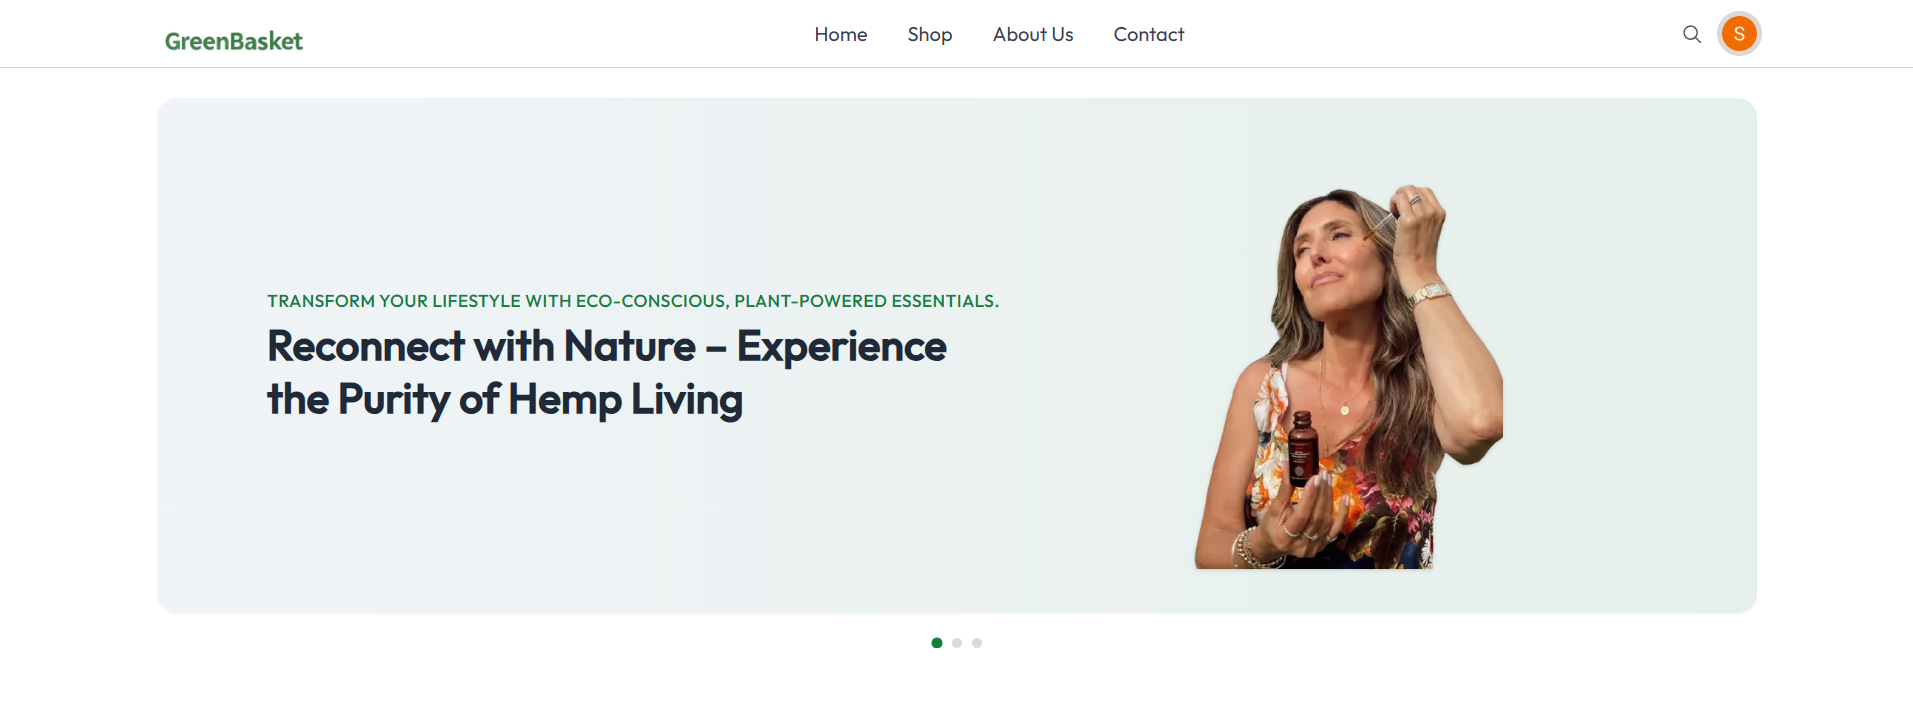 GreenBasket
Home
Shop
About Us
Contact
S
TRANSFORM YOUR LIFESTYLE WITH ECO-CONSCIOUS, PLANT-POWERED ESSENTIALS.
Reconnect with Nature – Experience
the Purity of Hemp Living